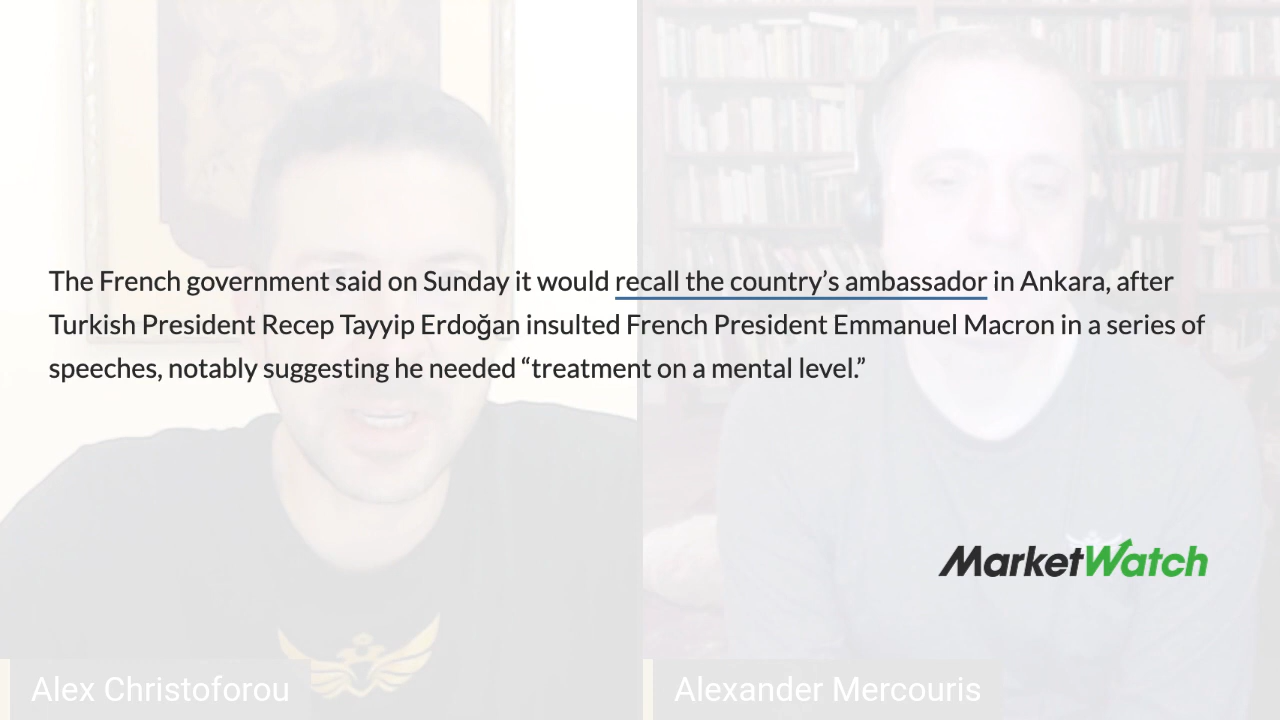 The French government said on Sunday it would recall the country’s ambassador in Ankara, after
Turkish President Recep Tayyip Erdoğan insulted French President Emmanuel Macron in a series of
speeches, notably suggesting he needed “treatment on a mental level.”
MarketWatch
Alex Christoforou
Alexander Mercouris